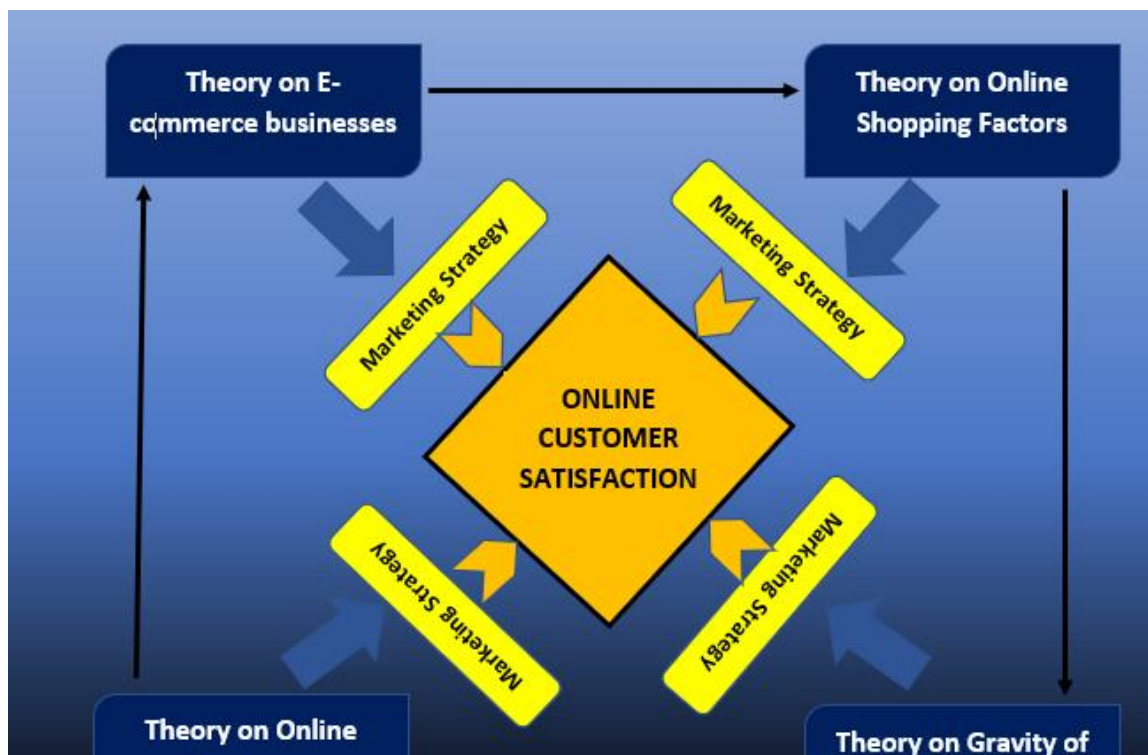 Theory on E-
commerce businesses
Theory on Online
Shopping Factors
Marketing Strategy
Marketing Strategy
ONLINE
CUSTOMER
SATISFACTION
Marketing Strategy
Marketing Strategy
Theory on Online
Theory on Gravity of